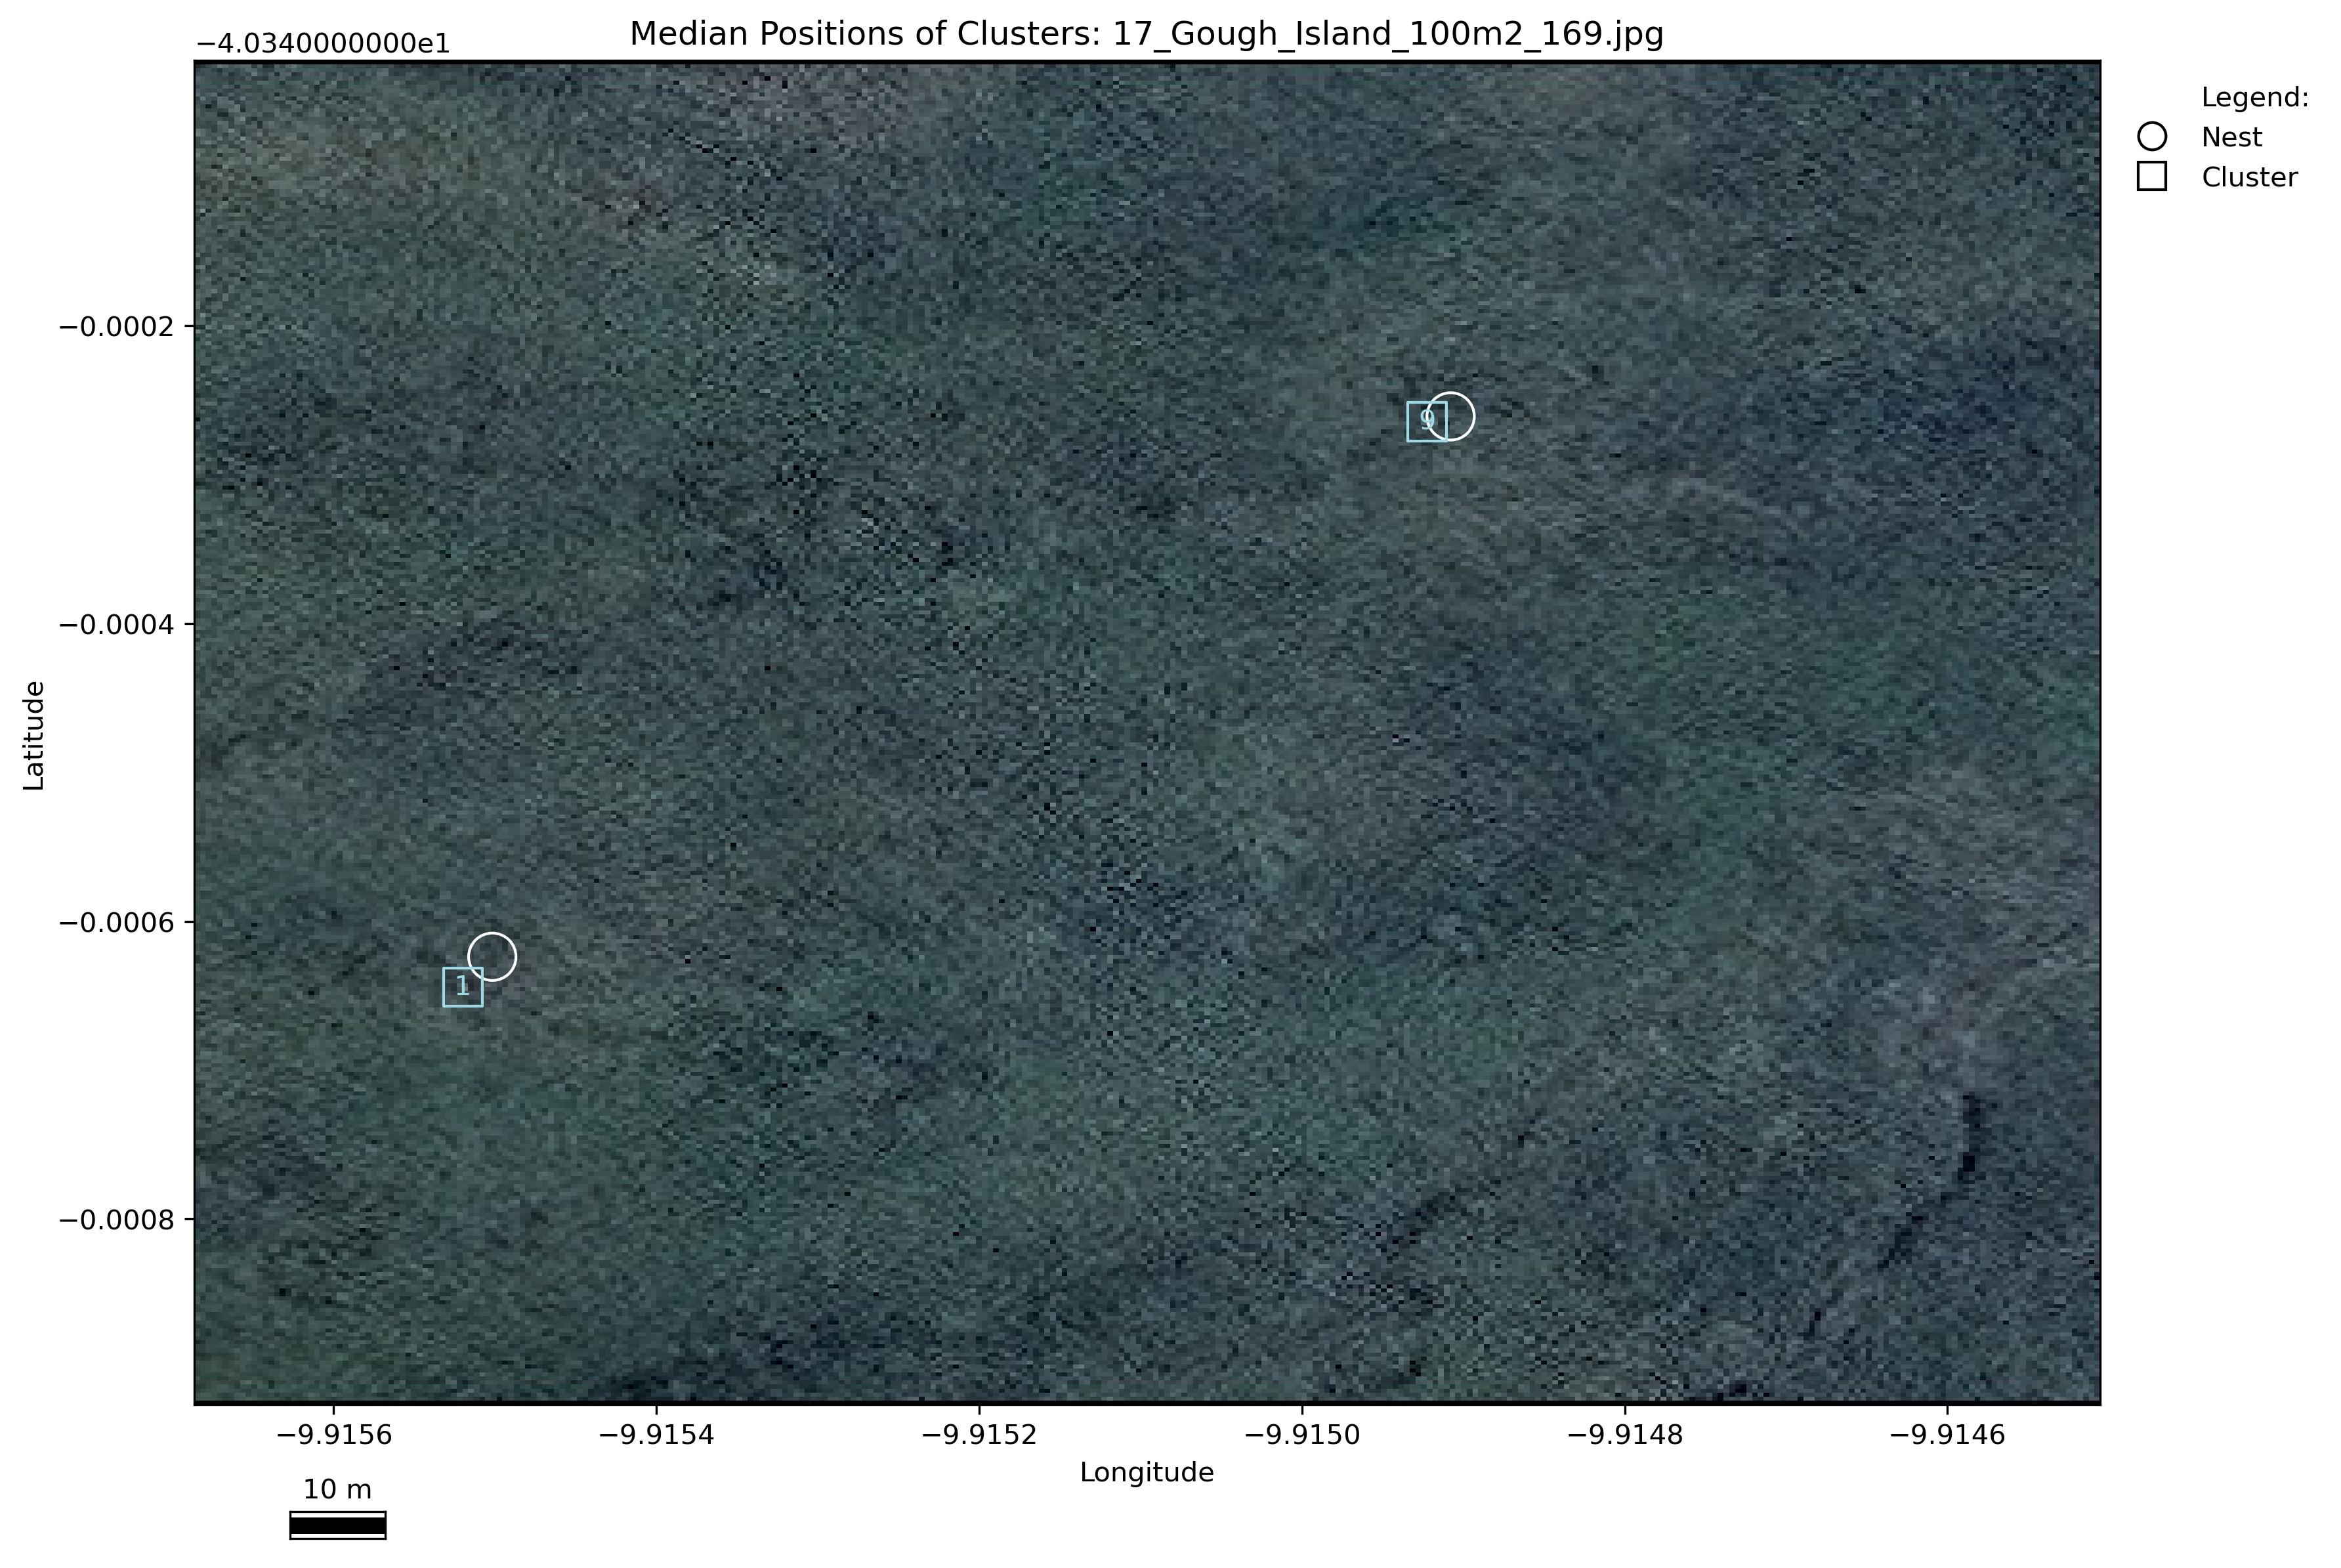 Median Positions of Clusters: 17_Gough_Island_100m2_169.jpg
−4.0340000000e1
Legend:
Nest
Cluster
−0.0002
−0.0004
−0.0006
−0.0008
Latitude
9
1
−9.9156
−9.9154
−9.9152
−9.9150
−9.9148
−9.9146
Longitude
10 m